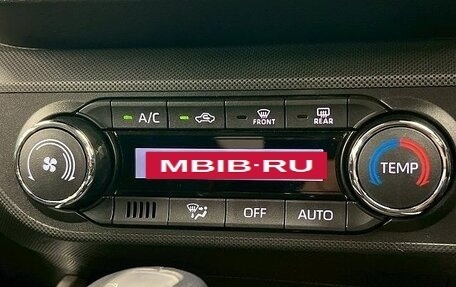 A/C
FRONT
REAR
MBIB·RU
TEMP
OFF
AUTO